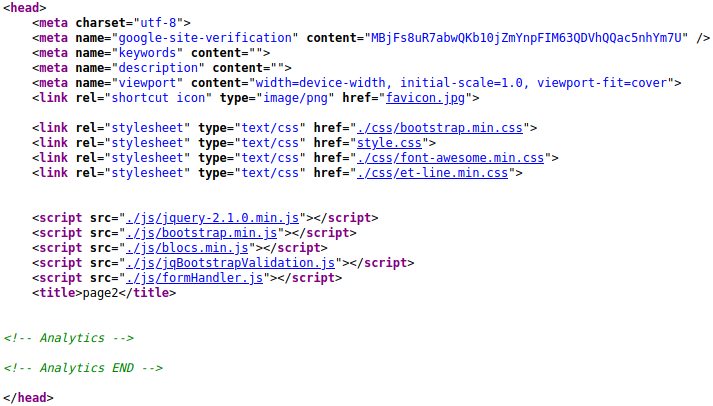 <head>
<meta charset="utf-8">
<meta name="google-site-verification" content="MBjFs8uR7abwQKb10jZmYnpFIM63QDVhQQac5nhYm7U" />
<meta name="keywords" content="">
<meta name="description" content="">
<meta name="viewport" content="width=device-width, initial-scale=1.0, viewport-fit=cover">
<link rel="shortcut icon" type="image/png" href="favicon.jpg">
<link rel="stylesheet" type="text/css" href="./css/bootstrap.min.css">
<link rel="stylesheet" type="text/css" href="style.css">
<link rel="stylesheet" type="text/css" href="./css/font-awesome.min.css">
<link rel="stylesheet" type="text/css" href="./css/et-line.min.css">
<script src="./js/jquery-2.1.0.min.js"></script>
<script src="./js/bootstrap.min.js"></script>
<script src="./js/blocs.min.js"></script>
<script src="./js/jqBootstrapValidation.js"></script>
<script src="./js/formHandler.js"></script>
<title>page2</title>
<!-- Analytics -->
<!-- Analytics END -->
</head>